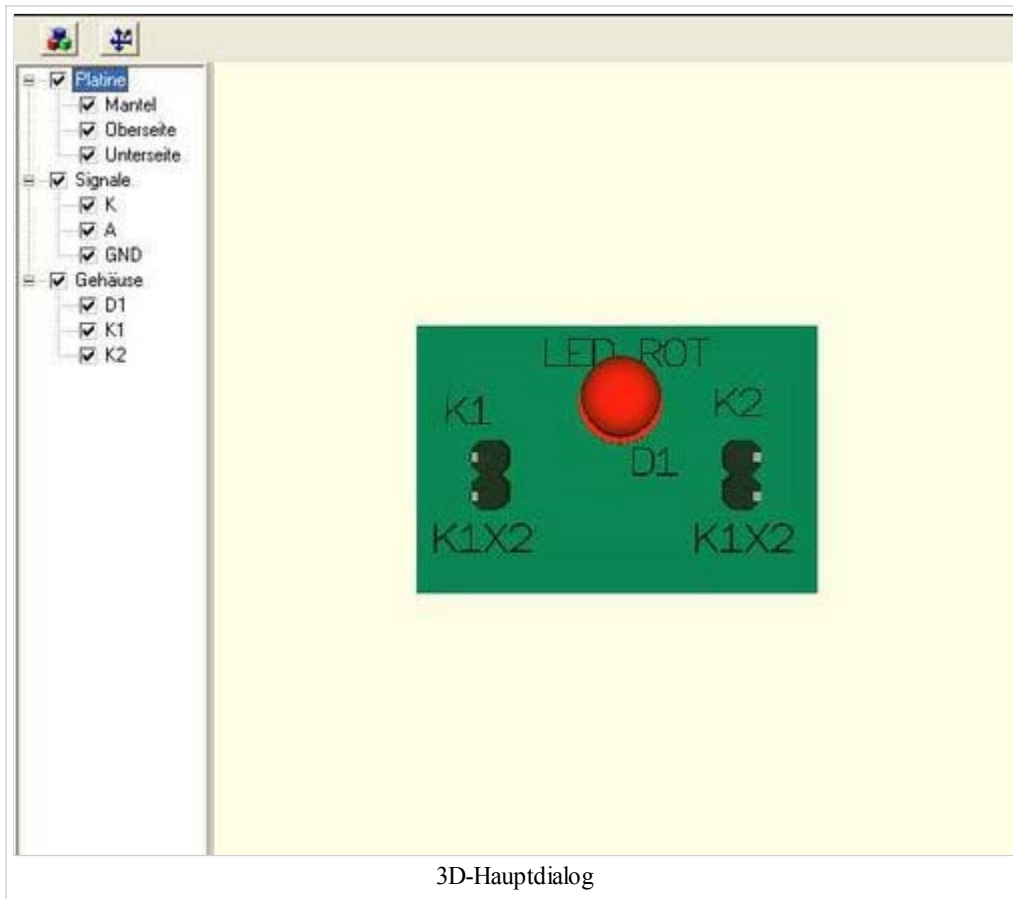 Platine
Mantel
Oberseite
Unterseite
Signale
K
A
GND
Gehäuse
D1
K1
K2
LED ROT
K1
K2
D1
K1X2
K1X2
3D-Hauptdialog